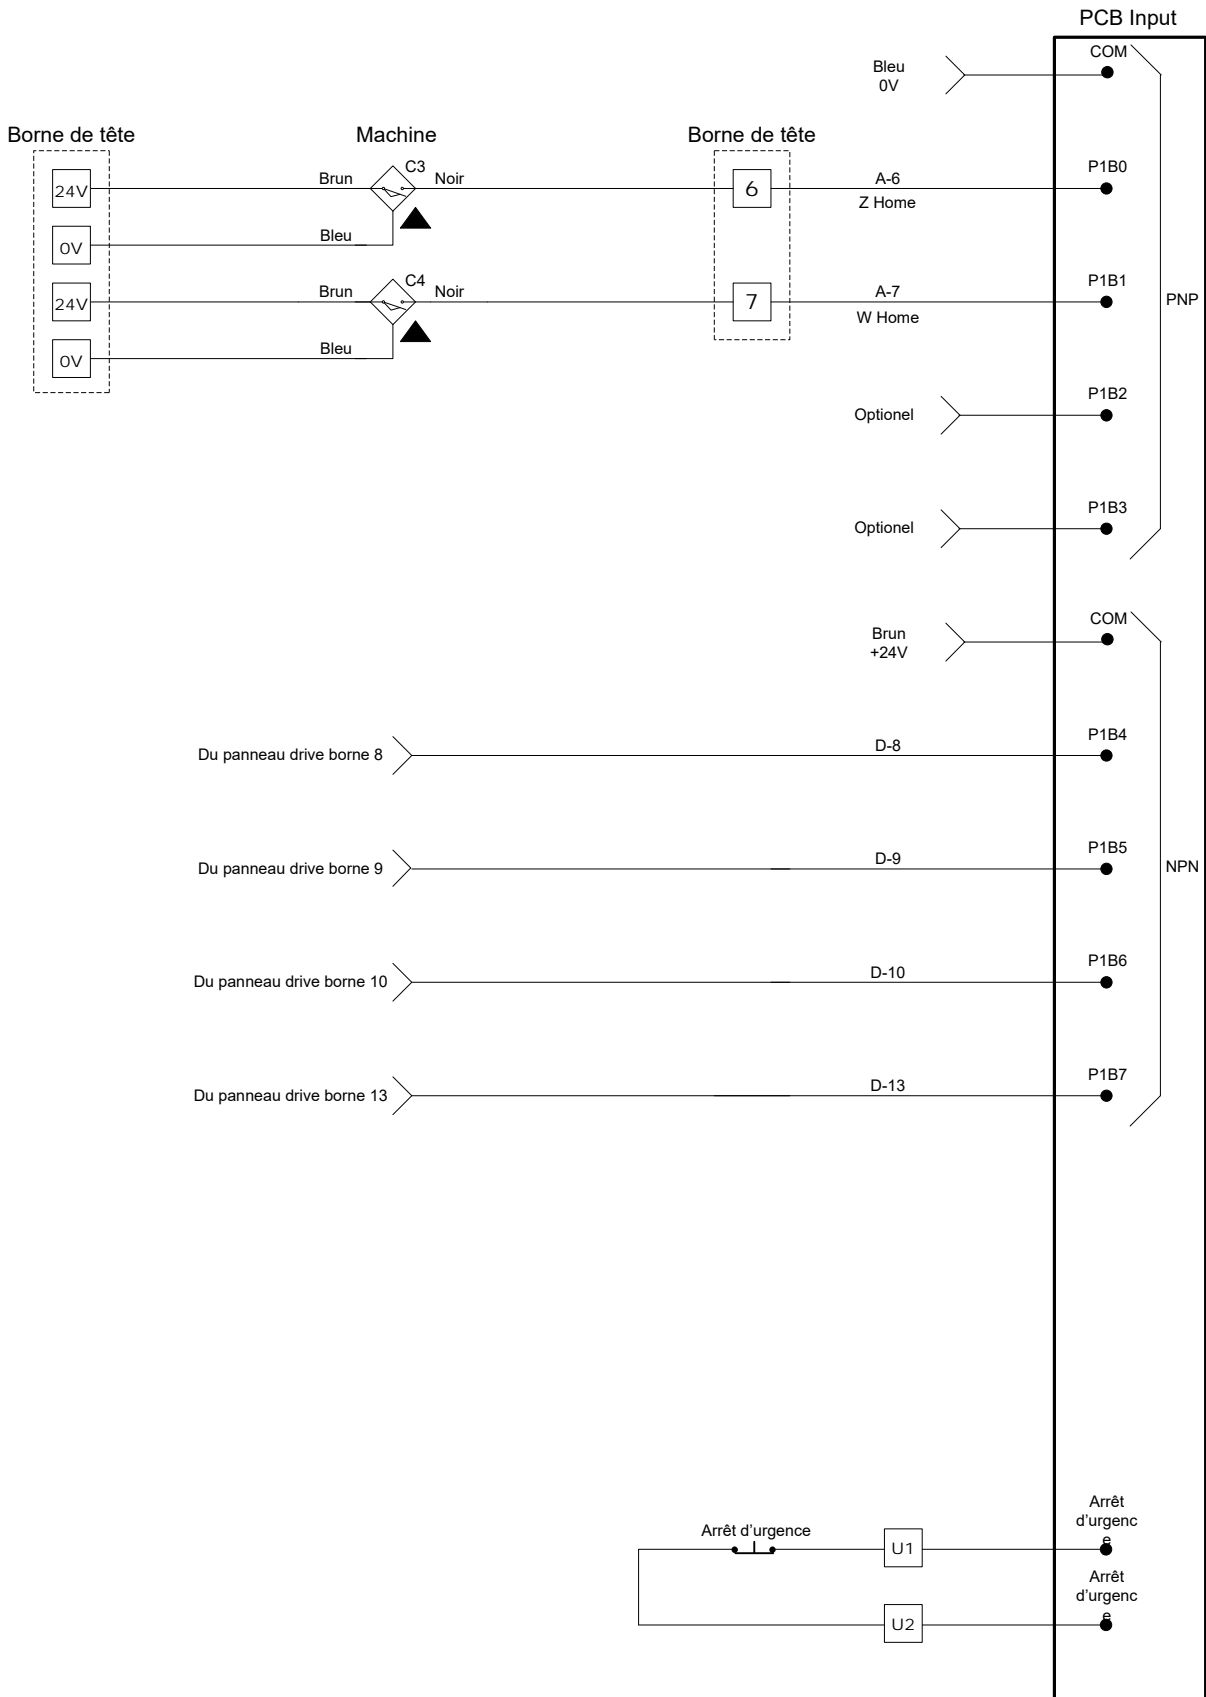 PCB Input
COM
Bleu
0V
Borne de tête
Machine
Borne de tête
24V
Brun
C3
Noir
6
A-6
Z Home
P1B0
0V
Bleu
24V
Brun
C4
Noir
7
A-7
W Home
P1B1
PNP
0V
Bleu
Optionel
P1B2
Optionel
P1B3
COM
Brun
+24V
Du panneau drive borne 8
D-8
P1B4
Du panneau drive borne 9
D-9
P1B5
NPN
Du panneau drive borne 10
D-10
P1B6
Du panneau drive borne 13
D-13
P1B7
Arrêt d’urgence
U1
Arrêt
d’urgenc
e
U2
Arrêt
d’urgenc
e